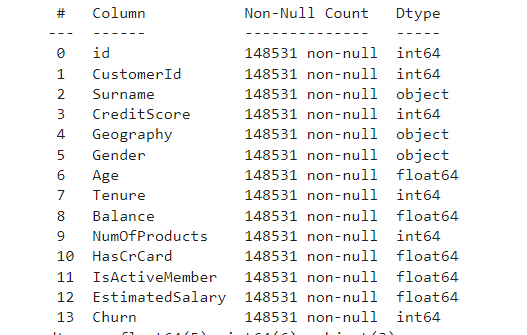 #   Column           Non-Null Count   Dtype
---  ------           --------------   -----
0   id               148531 non-null  int64
1   CustomerId       148531 non-null  int64
2   Surname          148531 non-null  object
3   CreditScore      148531 non-null  int64
4   Geography        148531 non-null  object
5   Gender           148531 non-null  object
6   Age              148531 non-null  float64
7   Tenure           148531 non-null  int64
8   Balance          148531 non-null  float64
9   NumOfProducts    148531 non-null  int64
10  HasCrCard        148531 non-null  float64
11  IsActiveMember   148531 non-null  float64
12  EstimatedSalary  148531 non-null  float64
13  Churn            148531 non-null  int64